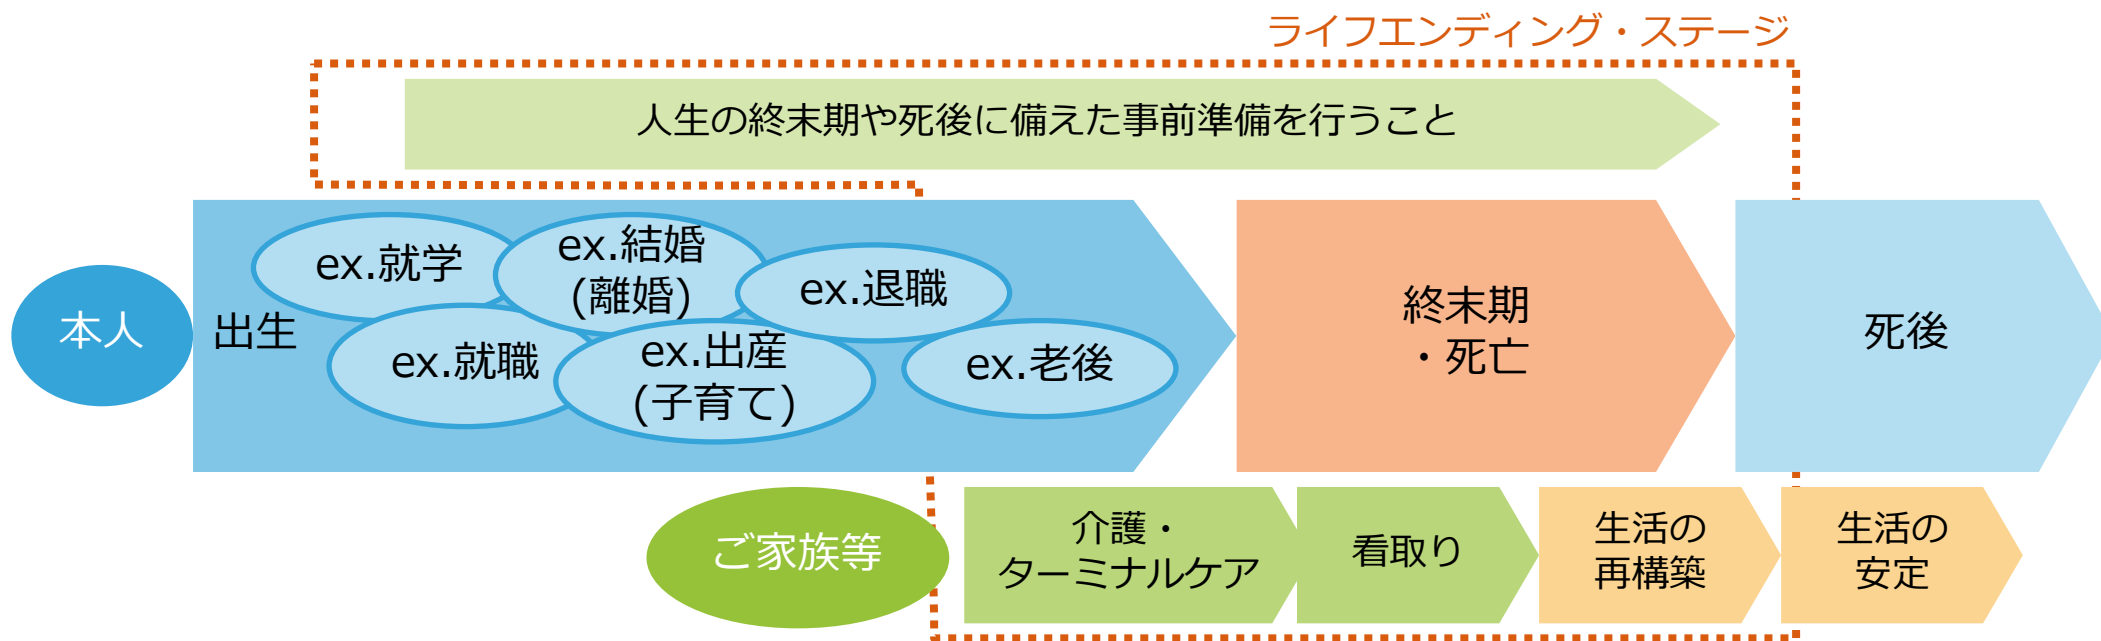 ライフエンディング・ステージ
人生の終末期や死後に備えた事前準備を行うこと
本人
出生
ex.就学
ex.結婚
(離婚)
ex.退職
ex.就職
ex.出産
(子育て)
ex.老後
終末期
・死亡
死後
ご家族等
介護・
ターミナルケア
看取り
生活の
再構築
生活の
安定